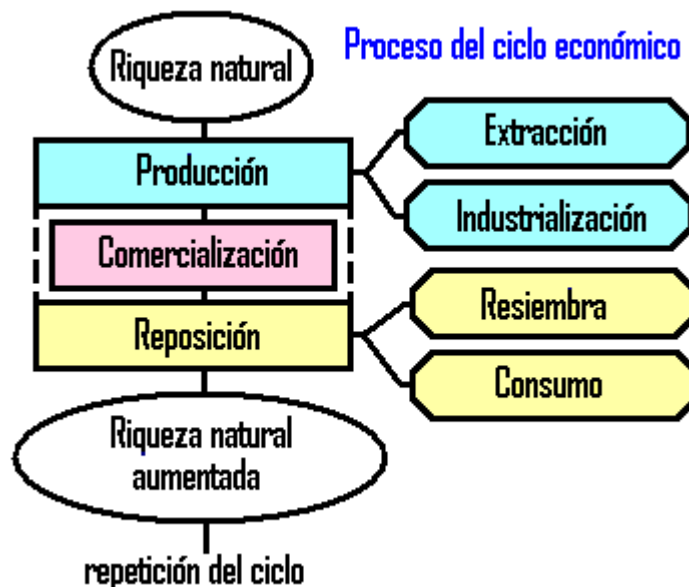 Proceso del ciclo económico
Riqueza natural
Producción
Extracción
Industrialización
Comercialización
Reposición
Resiembra
Consumo
Riqueza natural
aumentada
repetición del ciclo